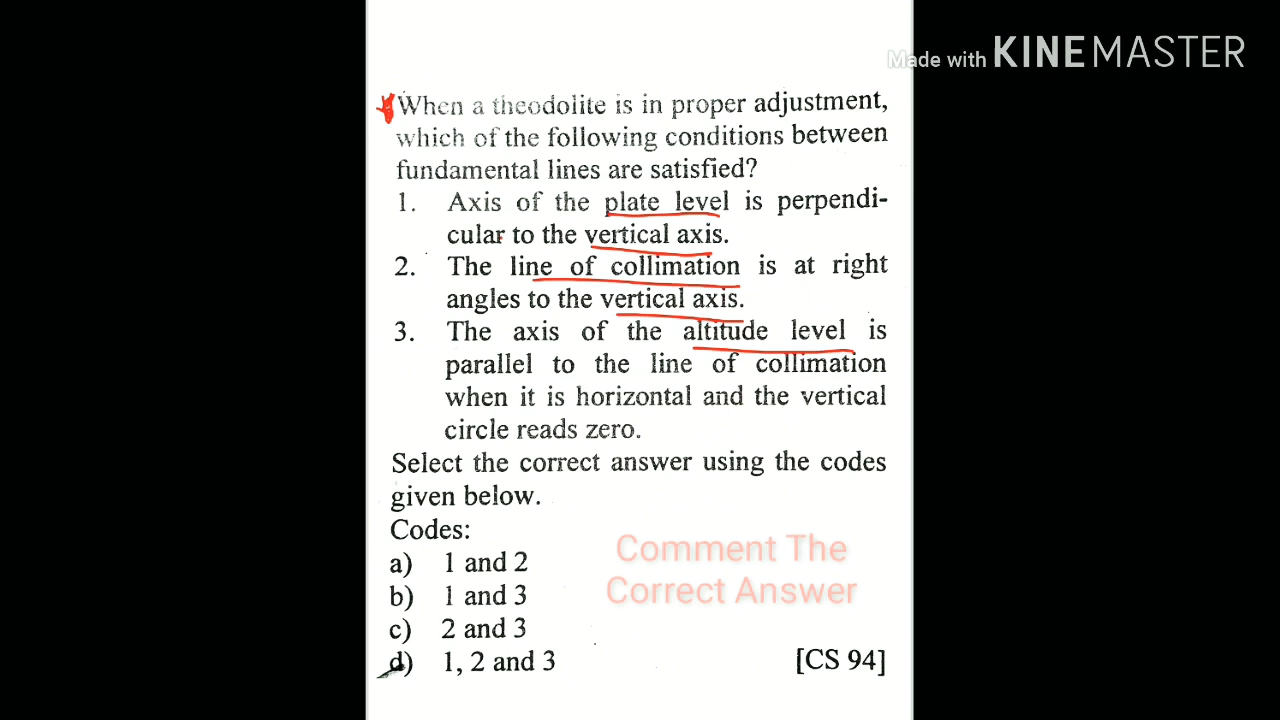 Made with KINEMASTER
When a theodolite is in proper adjustment,
which of the following conditions between
fundamental lines are satisfied?
1. Axis of the plate level is perpendi-
cular to the vertical axis.
2. The line of collimation is at right
angles to the vertical axis.
3. The axis of the altitude level is
parallel to the line of collimation
when it is horizontal and the vertical
circle reads zero.
Select the correct answer using the codes
given below.
Codes:
a) 1 and 2
b) 1 and 3
c) 2 and 3
d) 1, 2 and 3 [CS 94]
Comment The
Correct Answer